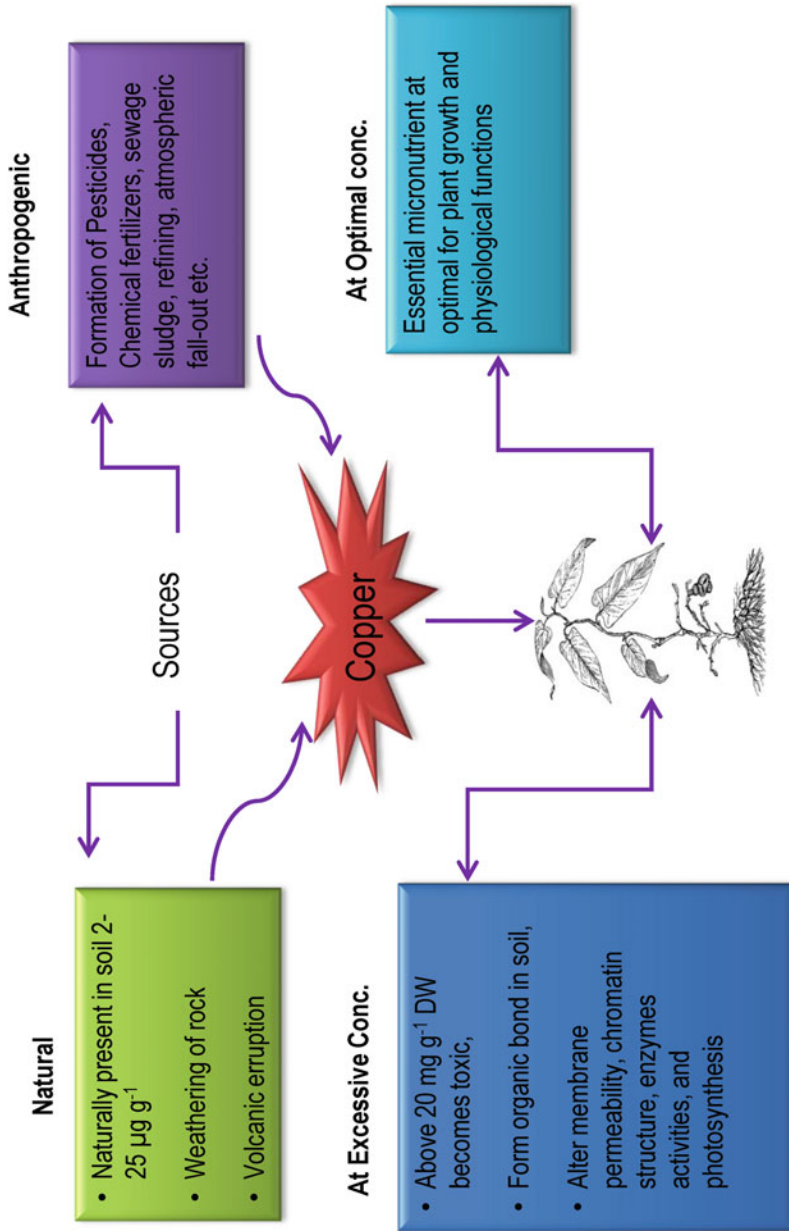 Natural
• Naturally present in soil 2-
25 µg g⁻¹
• Weathering of rock
• Volcanic erruption
Sources
Anthropogenic
Formation of Pesticides,
Chemical fertilizers, sewage
sludge, refining, atmospheric
fall-out etc.
Copper
At Excessive Conc.
• Above 20 mg g⁻¹ DW
becomes toxic,
• Form organic bond in soil,
• Alter membrane
permeability, chromatin
structure, enzymes
activities, and
photosynthesis
At Optimal conc.
Essential micronutrient at
optimal for plant growth and
physiological functions